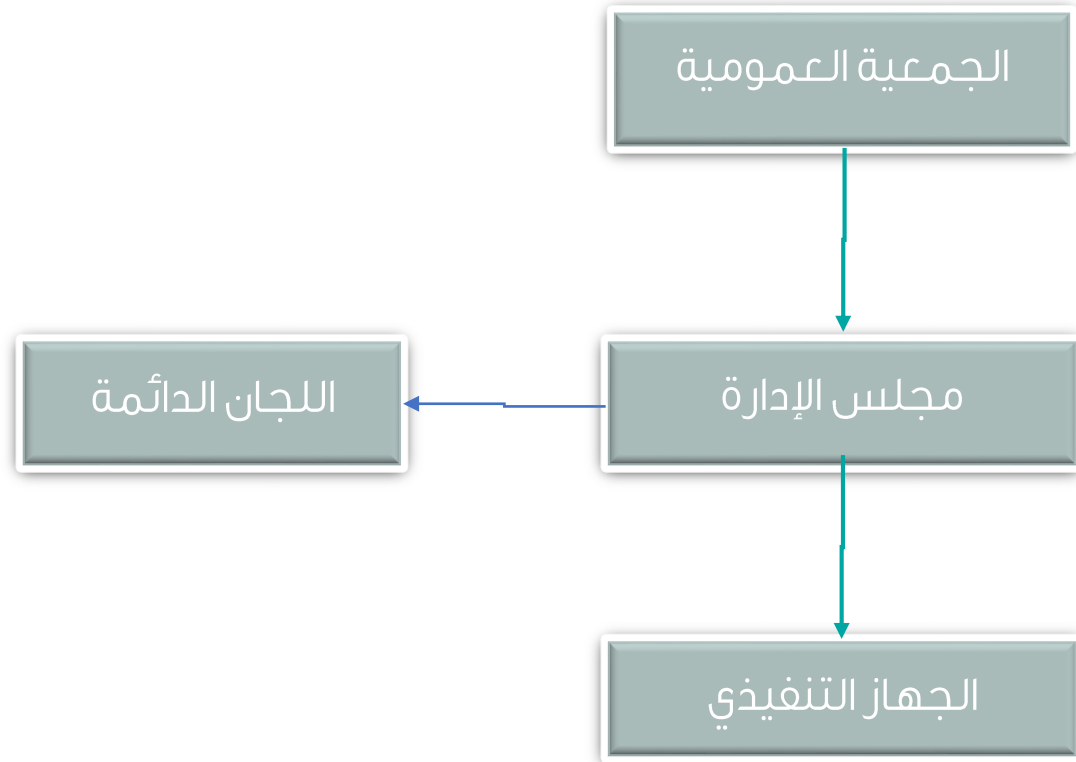 الجمعية العمومية
مجلس الإدارة
اللجان الدائمة
الجهاز التنفيذي